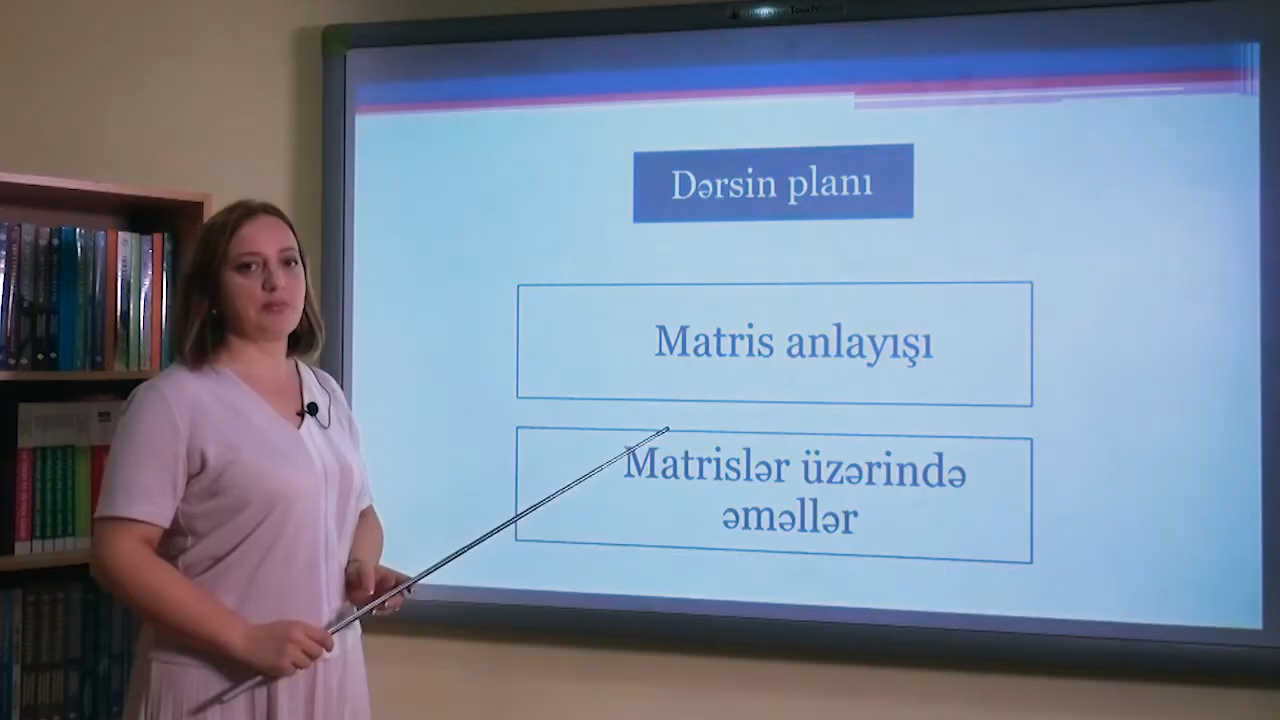 Dərsin planı
Matris anlayışı
Matrislər üzərində
əməllər